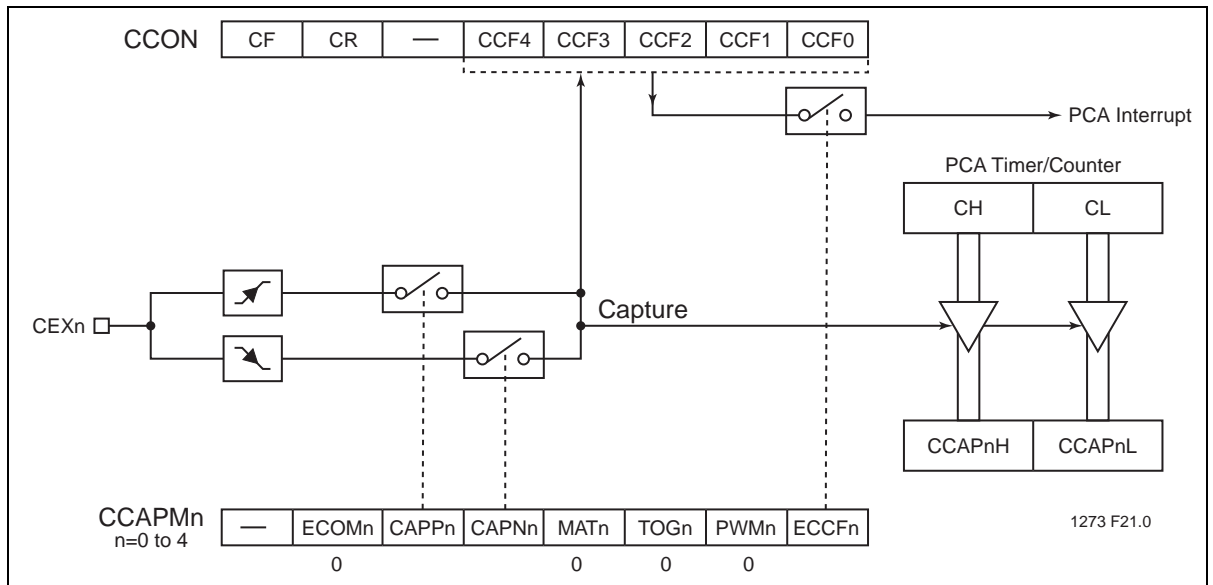 CCON CF CR — CCF4 CCF3 CCF2 CCF1 CCF0
PCA Interrupt
PCA Timer/Counter
CH CL
CEXn
Capture
CCAPnH CCAPnL
CCAPMn — ECOMn CAPPn CAPNn MATn TOGn PWMn ECCFn
n=0 to 4
0 0 0 0
1273 F21.0